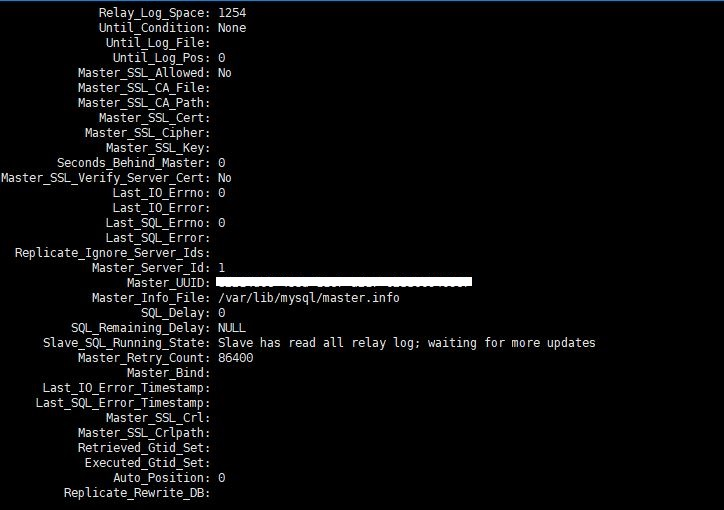 Relay_Log_Space: 1254
Until_Condition: None
Until_Log_File:
Until_Log_Pos: 0
Master_SSL_Allowed: No
Master_SSL_CA_File:
Master_SSL_CA_Path:
Master_SSL_Cert:
Master_SSL_Cipher:
Master_SSL_Key:
Seconds_Behind_Master: 0
Master_SSL_Verify_Server_Cert: No
Last_IO_Errno: 0
Last_IO_Error:
Last_SQL_Errno: 0
Last_SQL_Error:
Replicate_Ignore_Server_Ids:
Master_Server_Id: 1
Master_UUID:
Master_Info_File: /var/lib/mysql/master.info
SQL_Delay: 0
SQL_Remaining_Delay: NULL
Slave_SQL_Running_State: Slave has read all relay log; waiting for more updates
Master_Retry_Count: 86400
Master_Bind:
Last_IO_Error_Timestamp:
Last_SQL_Error_Timestamp:
Master_SSL_Crl:
Master_SSL_Crlpath:
Retrieved_Gtid_Set:
Executed_Gtid_Set:
Auto_Position: 0
Replicate_Rewrite_DB: